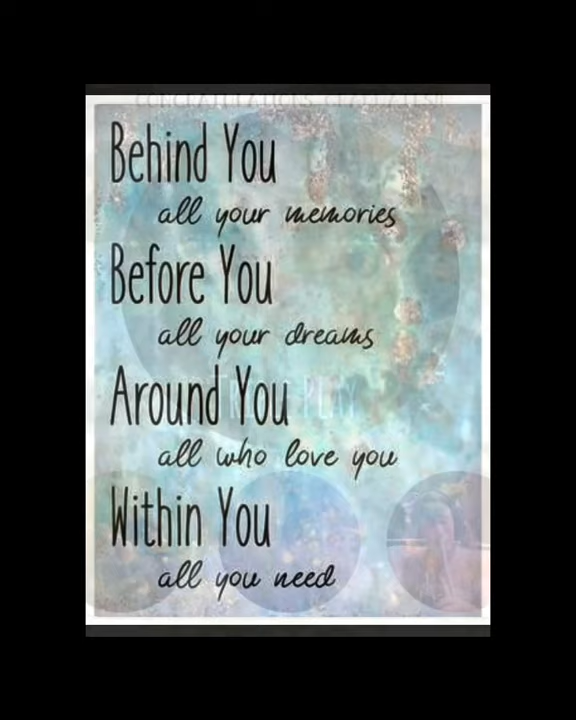 Behind You
all your memories
Before You
all your dreams
Around You
all who love you
Within You
all you need